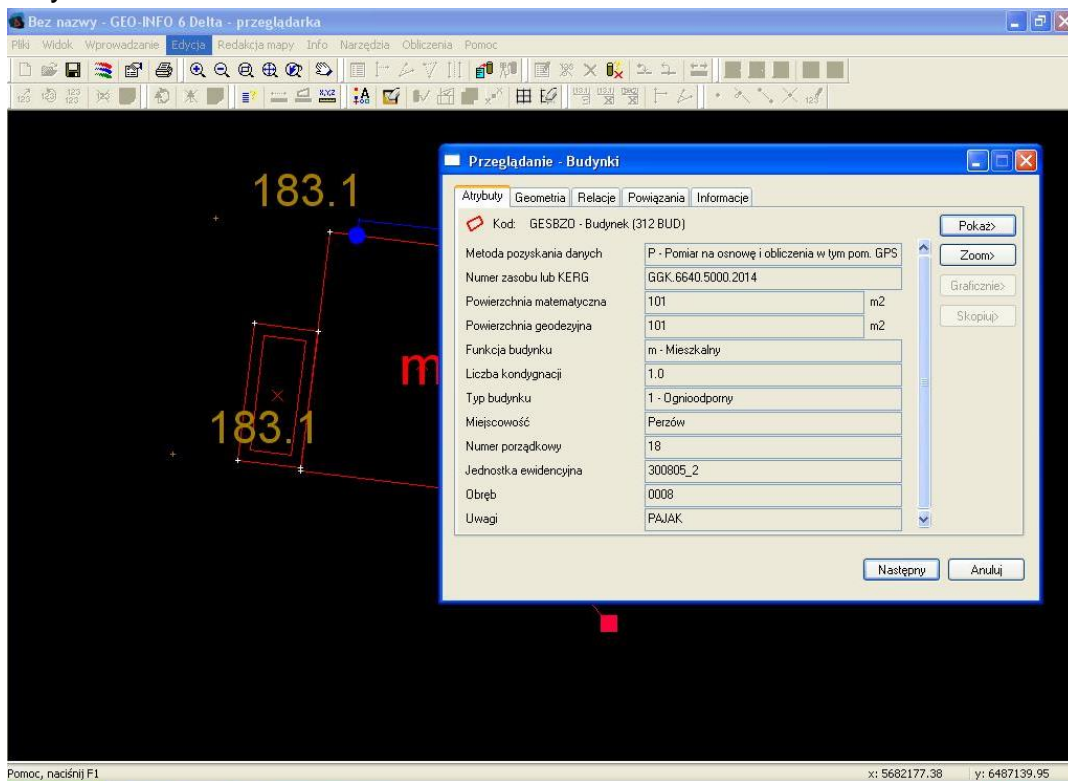 Bez nazwy - GEO-INFO 6 Delta - przeglądarka
Pliki Widok Wprowadzanie Edycja Redakcja mapy Info Narzędzia Obliczenia Pomoc
183.1
m
183.1
Przeglądanie - Budynki
Atrybuty Geometria Relacje Powiązania Informacje
Kod: GESBZO - Budynek (312 BUD)
Pokaż>
Metoda pozyskania danych P - Pomiar na osnowę i obliczenia w tym pom. GPS
Zoom>
Numer zasobu lub KERG GGK.6640.5000.2014
Graficznie>
Powierzchnia matematyczna 101 m2
Skopiuj>
Powierzchnia geodezyjna 101 m2
Funkcja budynku m - Mieszkalny
Liczba kondygnacji 1.0
Typ budynku 1 - Ognioodporny
Miejscowość Perzów
Numer porządkowy 18
Jednostka ewidencyjna 300805_2
Obręb 0008
Uwagi PAJAK
Następny Anuluj
Pomoc, naciśnij F1 x: 5682177.38 y: 6487139.95